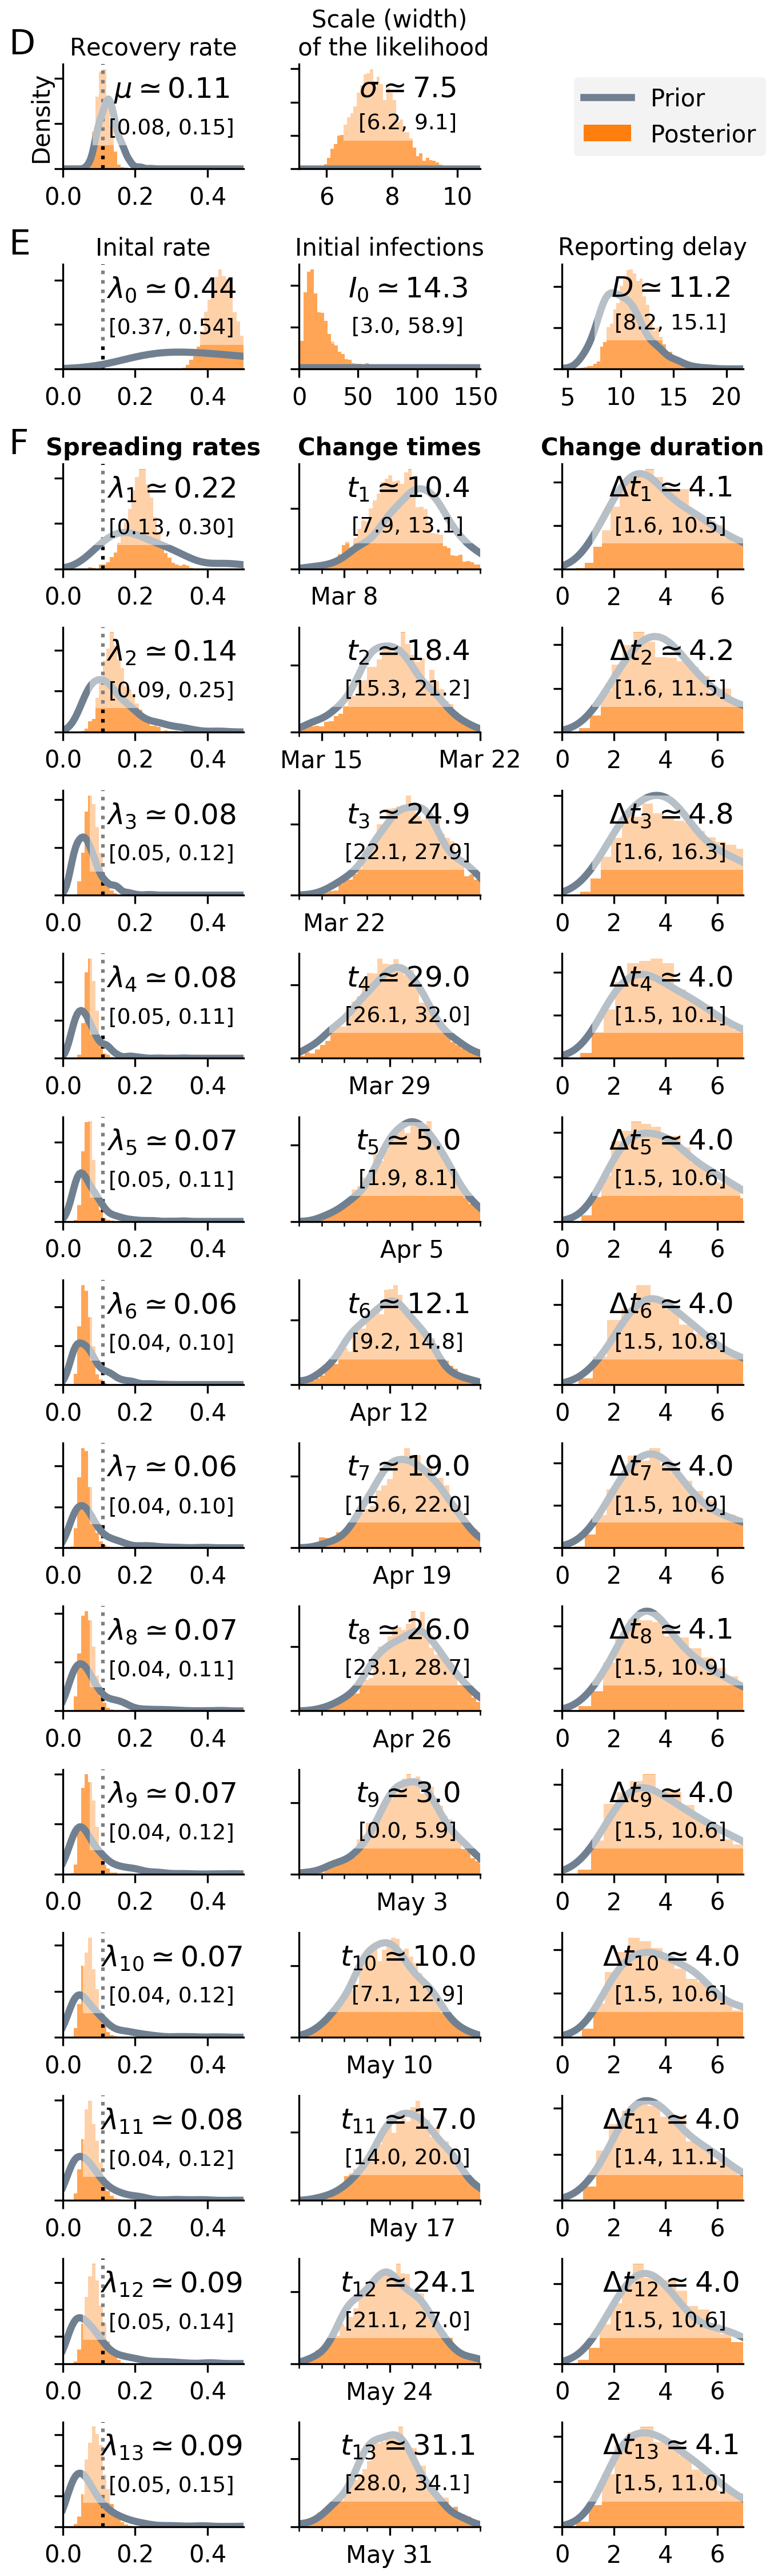 D
Recovery rate
Scale (width)
of the likelihood
Density
μ ≃ 0.11
[0.08, 0.15]
0.0 0.2 0.4
σ ≃ 7.5
[6.2, 9.1]
6 8 10
Prior
Posterior
E
Inital rate
λ0 ≃ 0.44
[0.37, 0.54]
0.0 0.2 0.4
Initial infections
I0 ≃ 14.3
[3.0, 58.9]
0 50 100 150
Reporting delay
D ≃ 11.2
[8.2, 15.1]
5 10 15 20
F
Spreading rates Change times Change duration
λ1 ≃ 0.22 t1 ≃ 10.4 Δt1 ≃ 4.1
[0.13, 0.30] [7.9, 13.1] [1.6, 10.5]
0.0 0.2 0.4 Mar 8 0 2 4 6
λ2 ≃ 0.14 t2 ≃ 18.4 Δt2 ≃ 4.2
[0.09, 0.25] [15.3, 21.2] [1.6, 11.5]
0.0 0.2 0.4 Mar 15 Mar 22 0 2 4 6
λ3 ≃ 0.08 t3 ≃ 24.9 Δt3 ≃ 4.8
[0.05, 0.12] [22.1, 27.9] [1.6, 16.3]
0.0 0.2 0.4 Mar 22 0 2 4 6
λ4 ≃ 0.08 t4 ≃ 29.0 Δt4 ≃ 4.0
[0.05, 0.11] [26.1, 32.0] [1.5, 10.1]
0.0 0.2 0.4 Mar 29 0 2 4 6
λ5 ≃ 0.07 t5 ≃ 5.0 Δt5 ≃ 4.0
[0.05, 0.11] [1.9, 8.1] [1.5, 10.6]
0.0 0.2 0.4 Apr 5 0 2 4 6
λ6 ≃ 0.06 t6 ≃ 12.1 Δt6 ≃ 4.0
[0.04, 0.10] [9.2, 14.8] [1.5, 10.8]
0.0 0.2 0.4 Apr 12 0 2 4 6
λ7 ≃ 0.06 t7 ≃ 19.0 Δt7 ≃ 4.0
[0.04, 0.10] [15.6, 22.0] [1.5, 10.9]
0.0 0.2 0.4 Apr 19 0 2 4 6
λ8 ≃ 0.07 t8 ≃ 26.0 Δt8 ≃ 4.1
[0.04, 0.11] [23.1, 28.7] [1.5, 10.9]
0.0 0.2 0.4 Apr 26 0 2 4 6
λ9 ≃ 0.07 t9 ≃ 3.0 Δt9 ≃ 4.0
[0.04, 0.12] [0.0, 5.9] [1.5, 10.6]
0.0 0.2 0.4 May 3 0 2 4 6
λ10 ≃ 0.07 t10 ≃ 10.0 Δt10 ≃ 4.0
[0.04, 0.12] [7.1, 12.9] [1.5, 10.6]
0.0 0.2 0.4 May 10 0 2 4 6
λ11 ≃ 0.08 t11 ≃ 17.0 Δt11 ≃ 4.0
[0.04, 0.12] [14.0, 20.0] [1.4, 11.1]
0.0 0.2 0.4 May 17 0 2 4 6
λ12 ≃ 0.09 t12 ≃ 24.1 Δt12 ≃ 4.0
[0.05, 0.14] [21.1, 27.0] [1.5, 10.6]
0.0 0.2 0.4 May 24 0 2 4 6
λ13 ≃ 0.09 t13 ≃ 31.1 Δt13 ≃ 4.1
[0.05, 0.15] [28.0, 34.1] [1.5, 11.0]
0.0 0.2 0.4 May 31 0 2 4 6